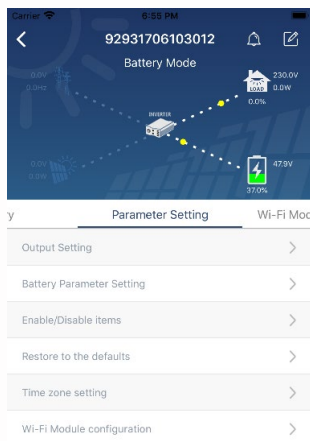 Carrier 6:55 PM
92931706103012
Battery Mode
0.0V
0.0Hz
INVERTER
LOAD
230.0V
0.0W
0.0%
0.0V
0.0W
47.9V
37.0%
y Parameter Setting Wi-Fi Mod
Output Setting
Battery Parameter Setting
Enable/Disable items
Restore to the defaults
Time zone setting
Wi-Fi Module configuration